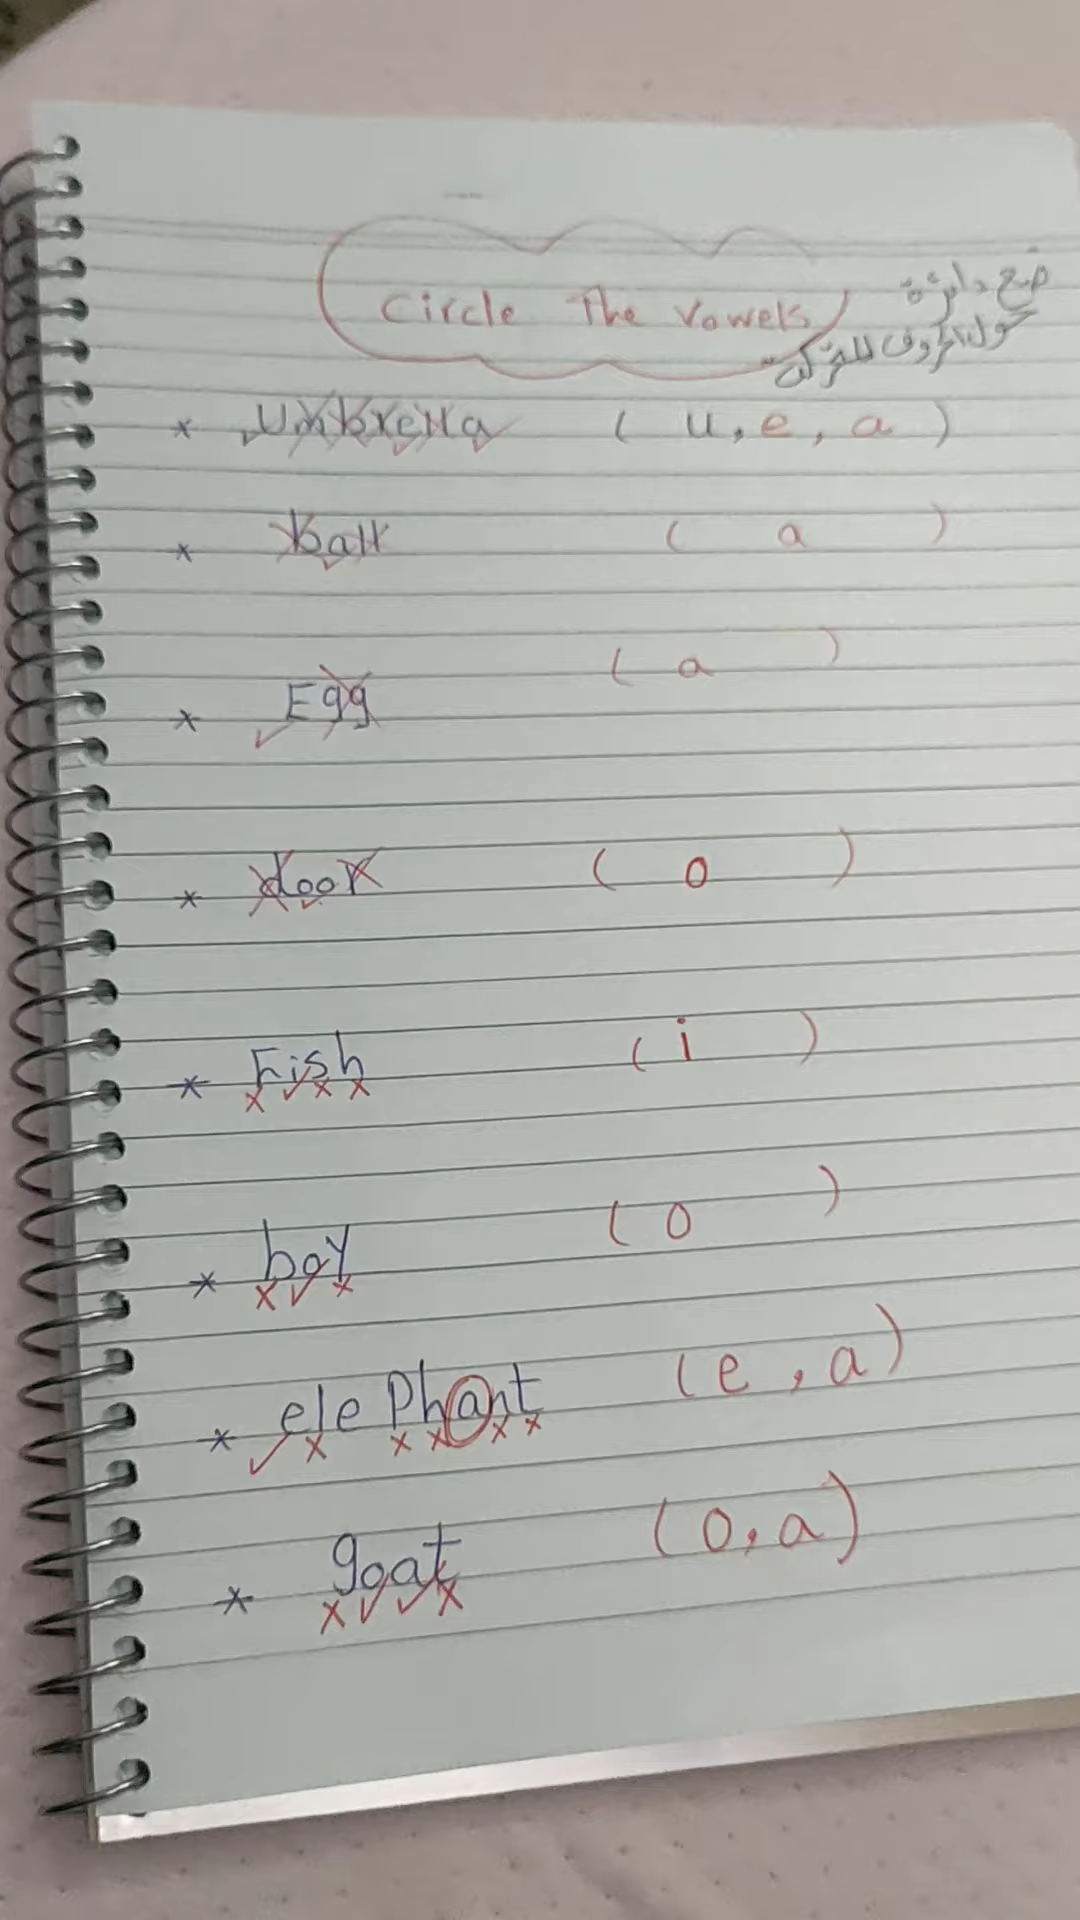 Circle The Vowels
ضع دائرة
حول الحروف المتحركة
* Umbrella ( u, e, a )
* ball ( a )
* Egg ( a )
* door ( o )
* Fish ( i )
* boy ( o )
* elephant ( e , a )
* goat ( o, a )